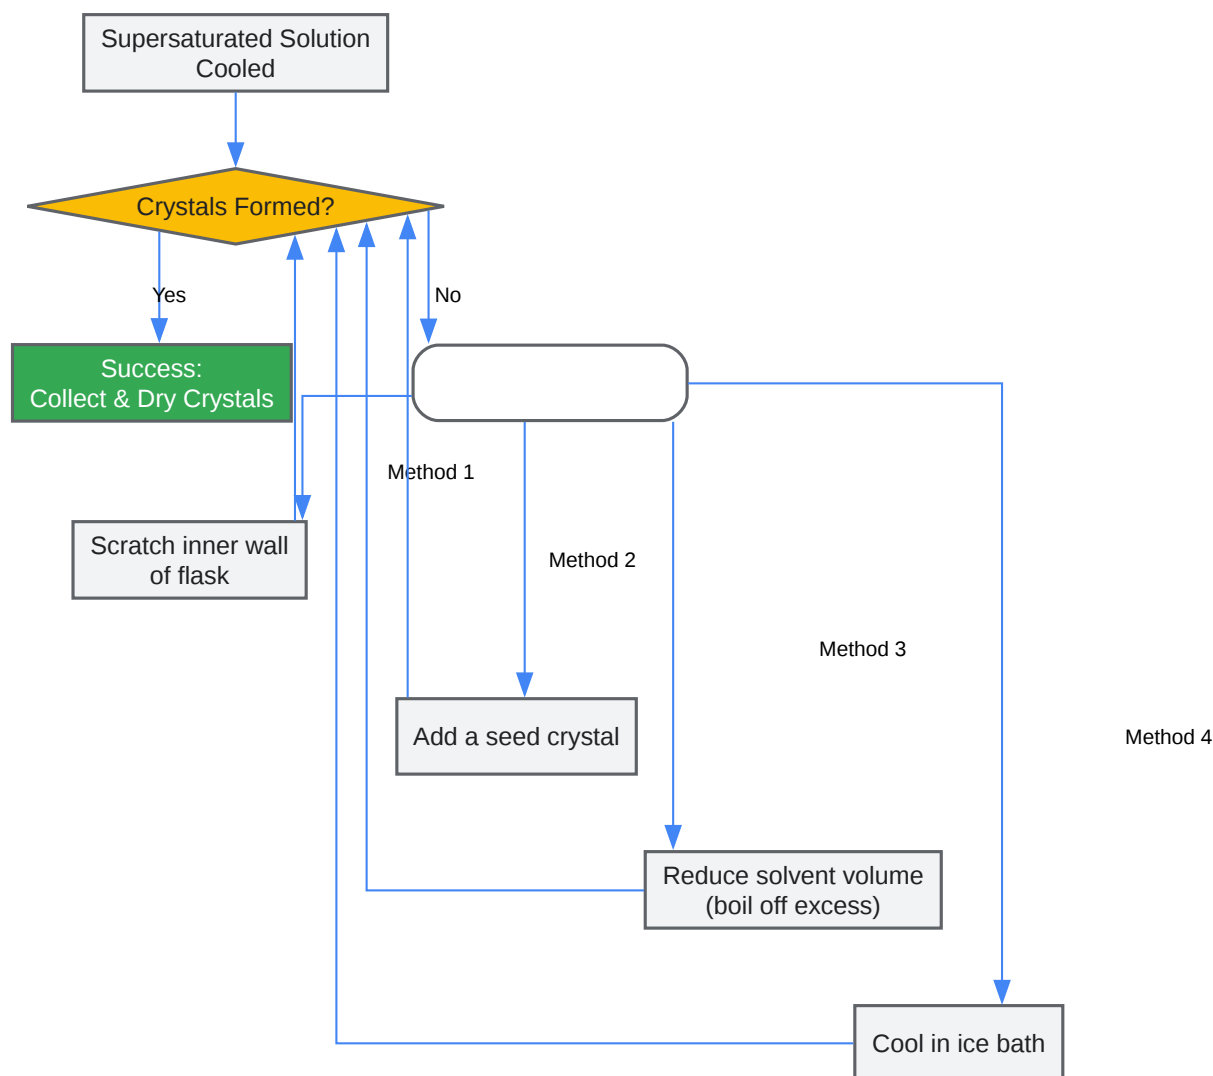 Supersaturated Solution
Cooled
Crystals Formed?
Yes
No
Success:
Collect & Dry Crystals
Method 1
Scratch inner wall
of flask
Method 2
Method 3
Add a seed crystal
Method 4
Reduce solvent volume
(boil off excess)
Cool in ice bath